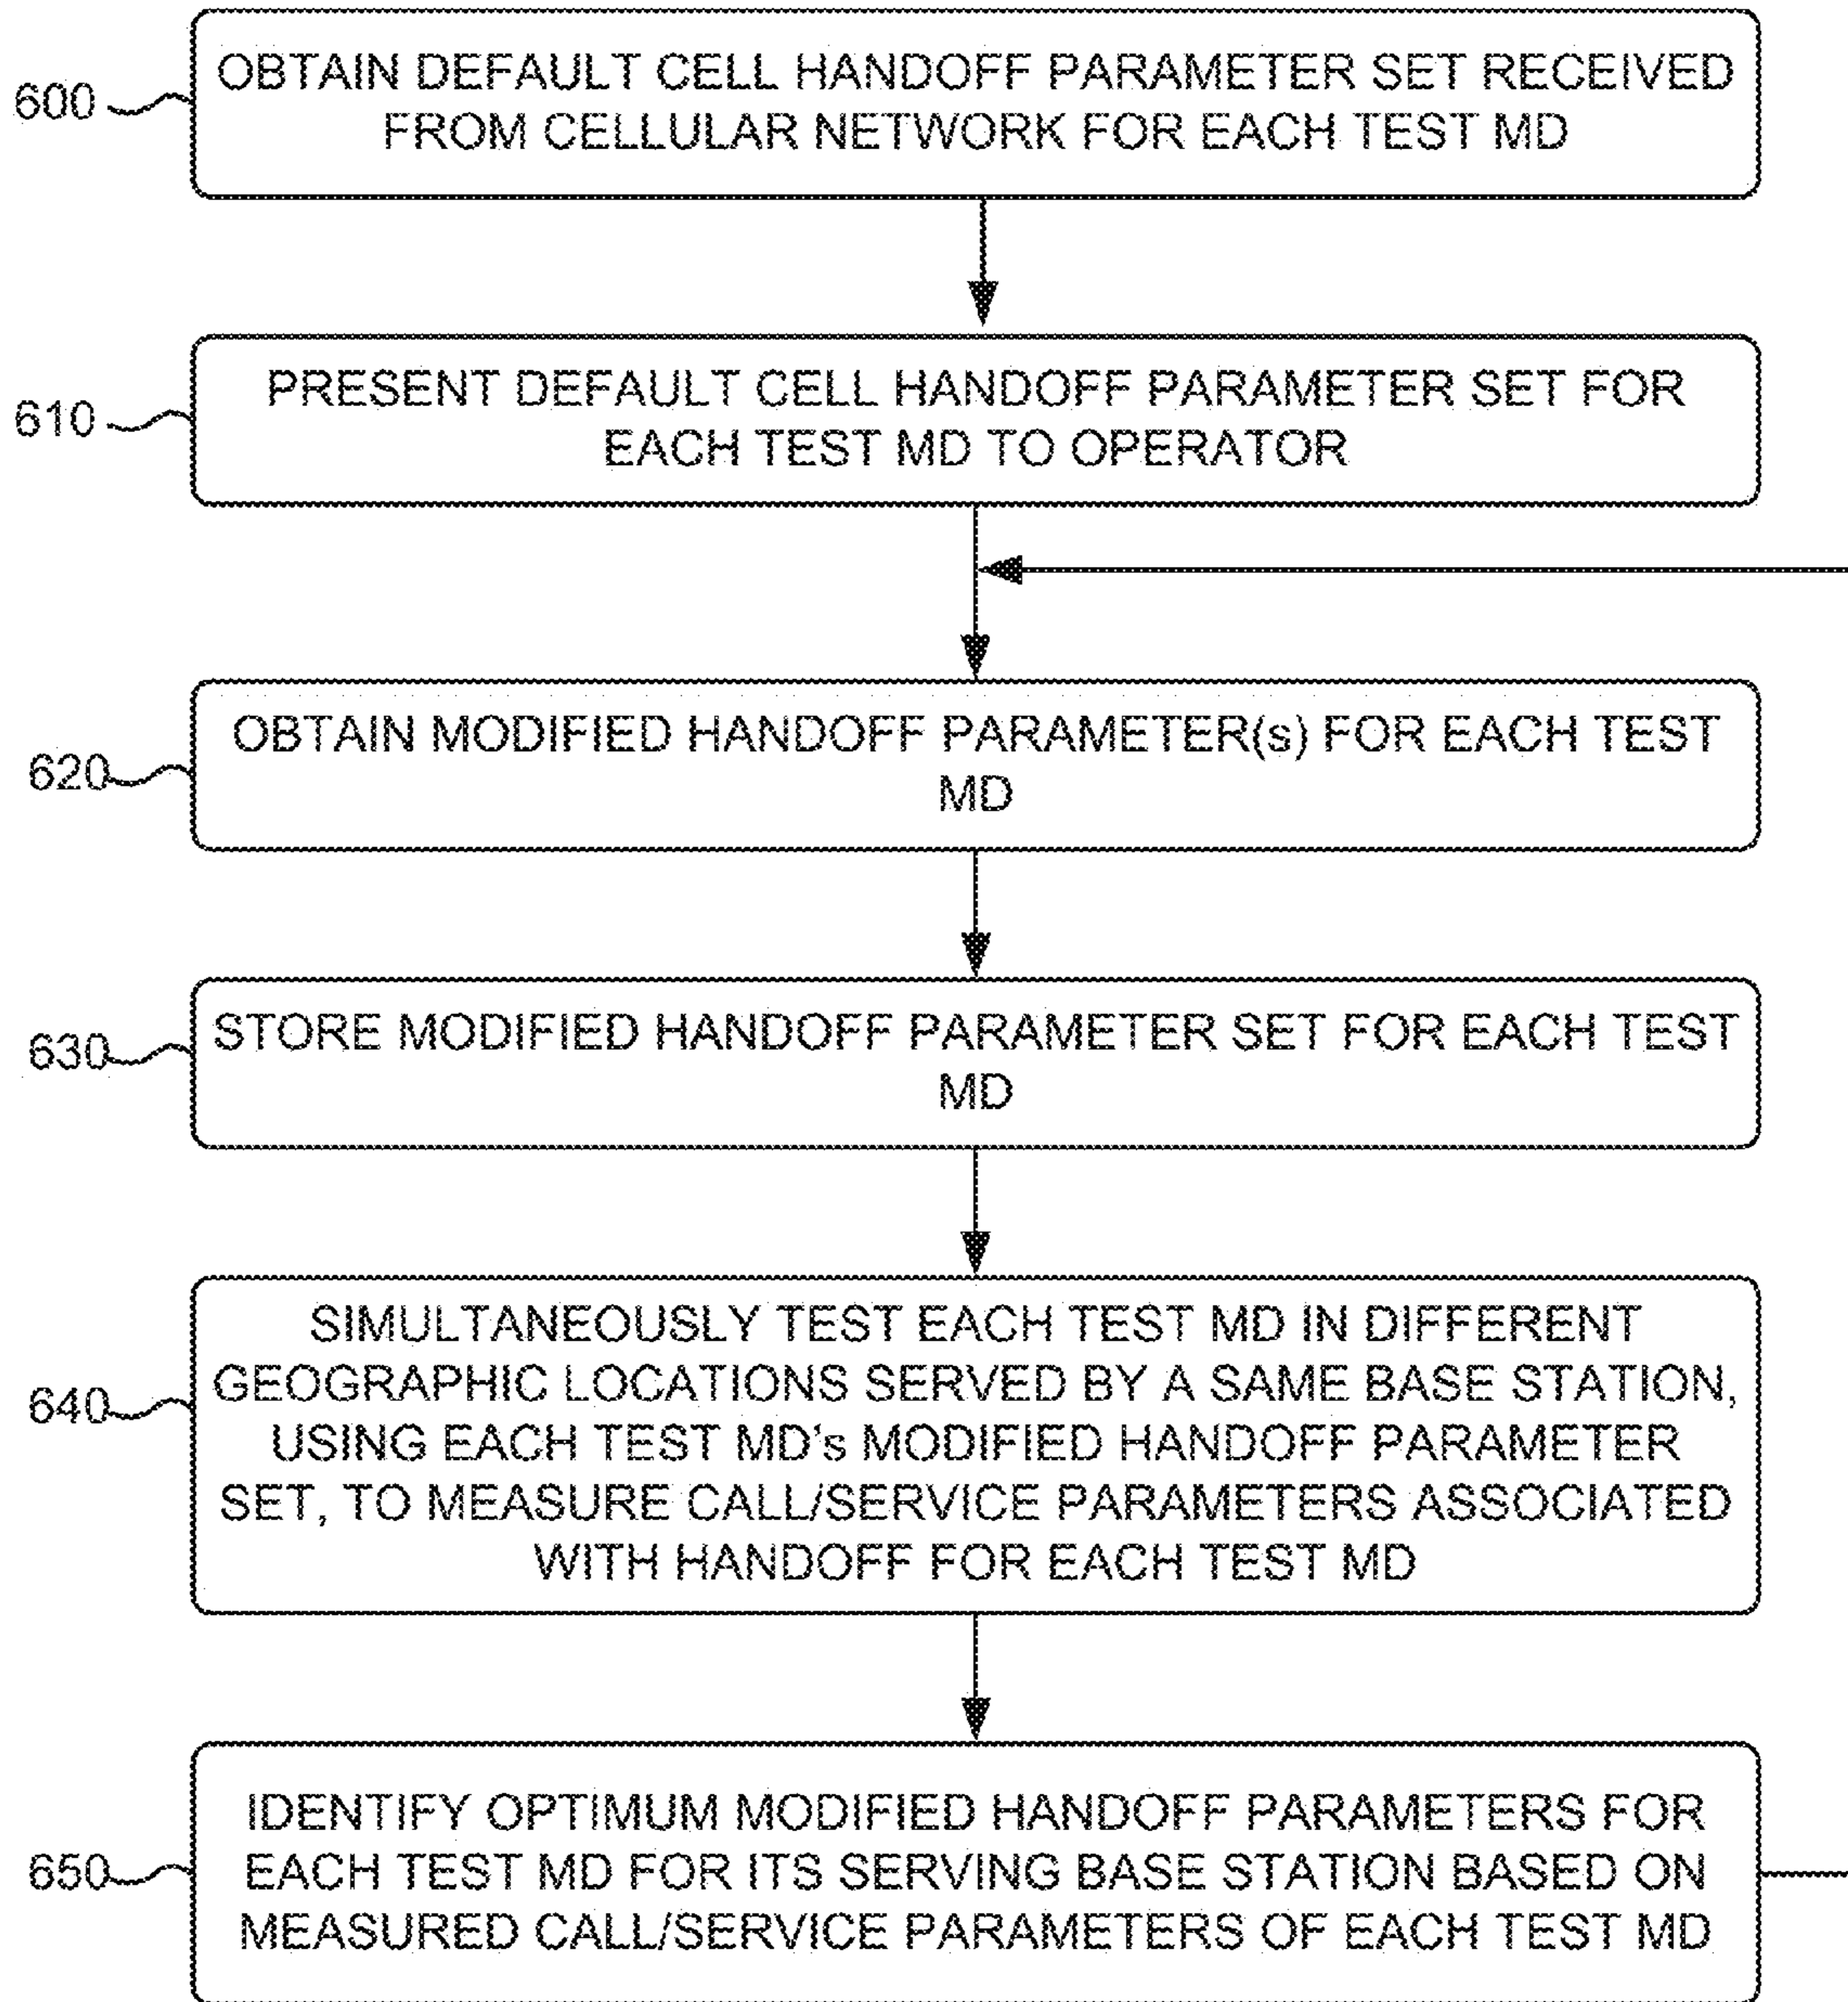 600
OBTAIN DEFAULT CELL HANDOFF PARAMETER SET RECEIVED
FROM CELLULAR NETWORK FOR EACH TEST MD
610
PRESENT DEFAULT CELL HANDOFF PARAMETER SET FOR
EACH TEST MD TO OPERATOR
620
OBTAIN MODIFIED HANDOFF PARAMETER(s) FOR EACH TEST
MD
630
STORE MODIFIED HANDOFF PARAMETER SET FOR EACH TEST
MD
640
SIMULTANEOUSLY TEST EACH TEST MD IN DIFFERENT
GEOGRAPHIC LOCATIONS SERVED BY A SAME BASE STATION,
USING EACH TEST MD's MODIFIED HANDOFF PARAMETER
SET, TO MEASURE CALL/SERVICE PARAMETERS ASSOCIATED
WITH HANDOFF FOR EACH TEST MD
650
IDENTIFY OPTIMUM MODIFIED HANDOFF PARAMETERS FOR
EACH TEST MD FOR ITS SERVING BASE STATION BASED ON
MEASURED CALL/SERVICE PARAMETERS OF EACH TEST MD